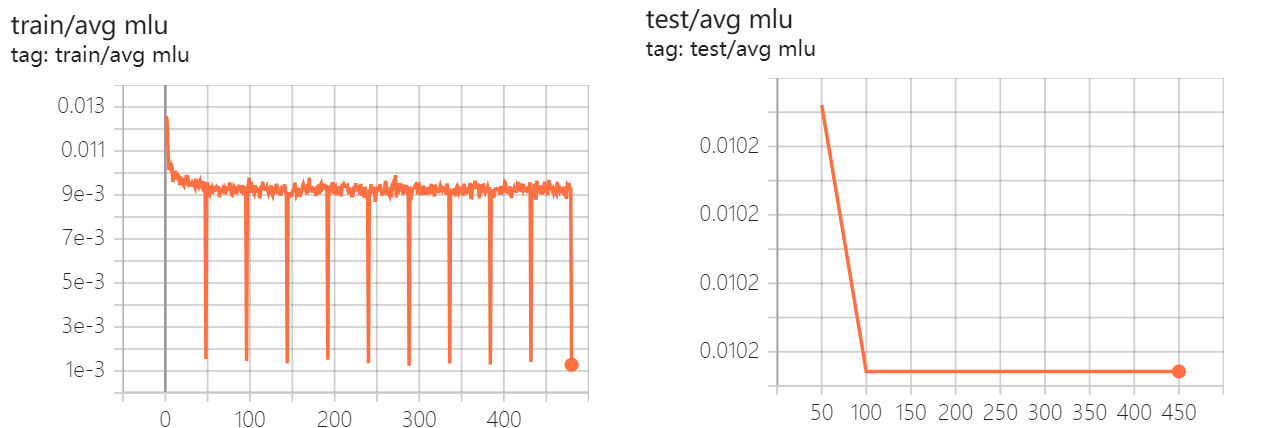 train/avg mlu
tag: train/avg mlu
0.013
0.011
9e-3
7e-3
5e-3
3e-3
1e-3
0 100 200 300 400
test/avg mlu
tag: test/avg mlu
0.0102
0.0102
0.0102
0.0102
50 100 150 200 250 300 350 400 450